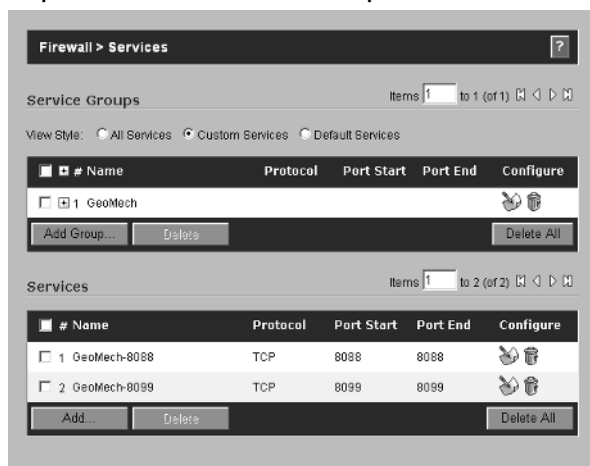 Firewall > Services ?
Service Groups Items 1 to 1 (of 1)
View Style: All Services Custom Services Default Services
# Name Protocol Port Start Port End Configure
1 GeoMech
Add Group... Delete Delete All
Services Items 1 to 2 (of 2)
# Name Protocol Port Start Port End Configure
1 GeoMech-8088 TCP 8088 8088
2 GeoMech-8099 TCP 8099 8099
Add... Delete Delete All